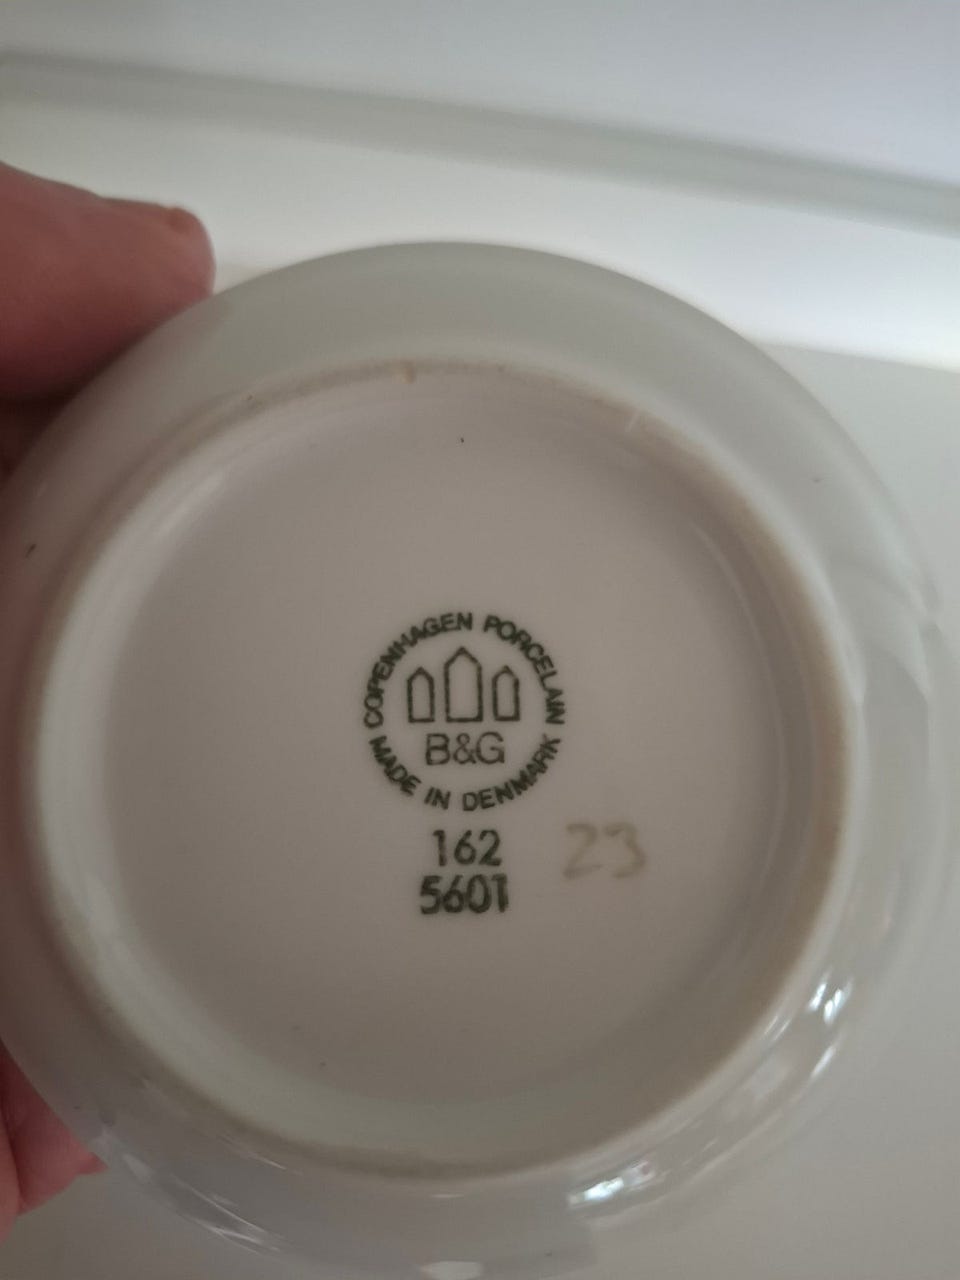 COPENHAGEN PORCELAIN
B&G
MADE IN DENMARK
162
5601
23